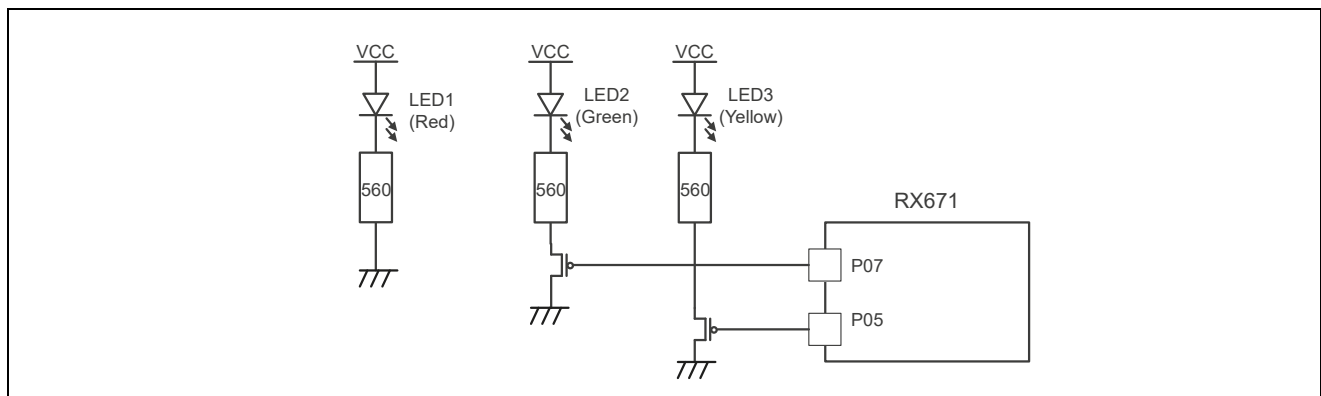 VCC
LED1
(Red)
560
VCC
LED2
(Green)
560
VCC
LED3
(Yellow)
560
RX671
P07
P05